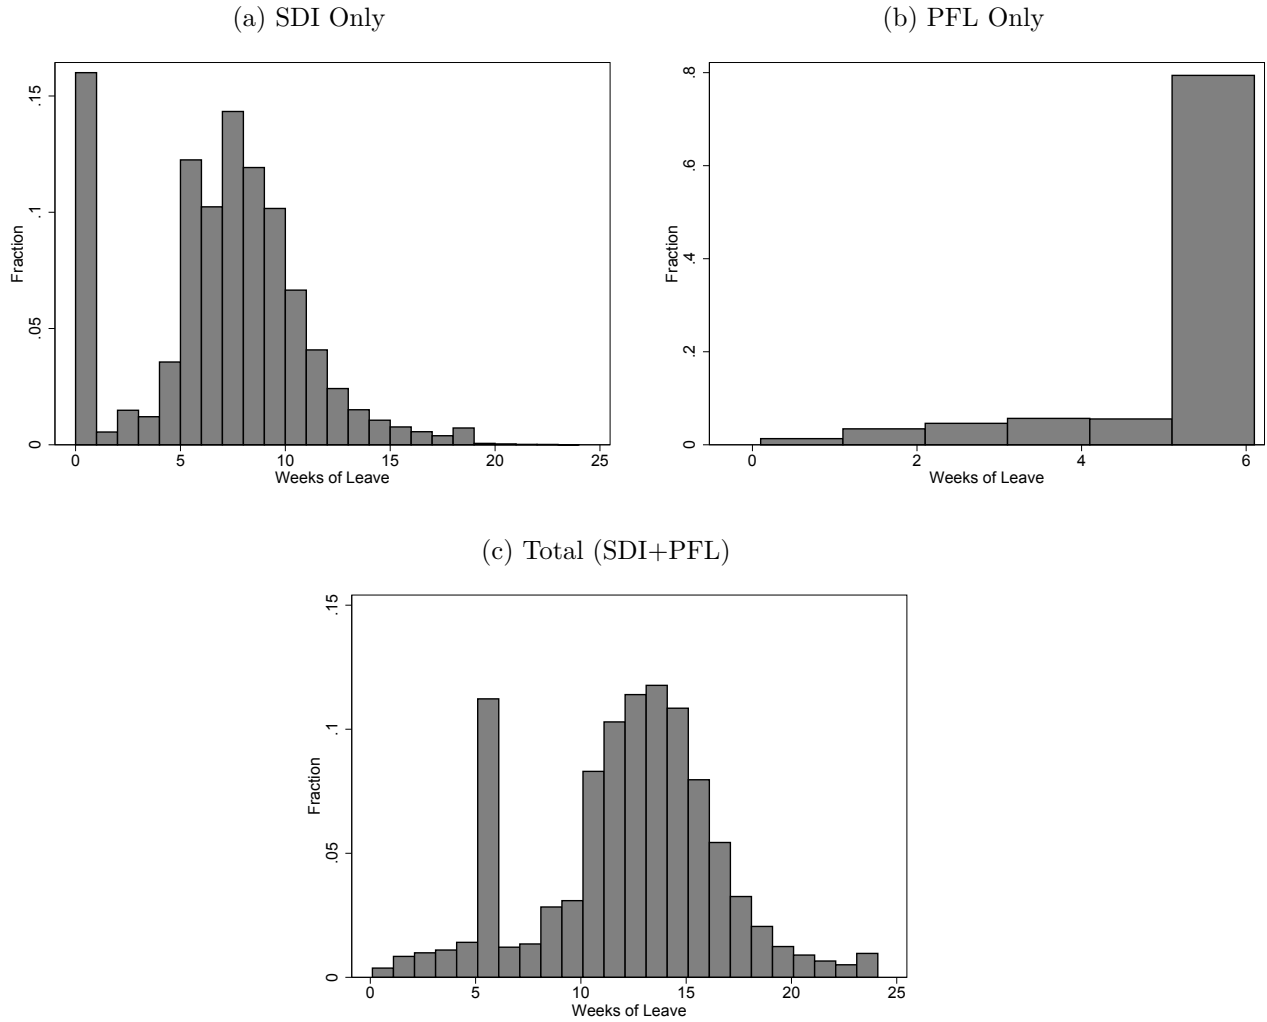 (a) SDI Only
.15
.1
.05
0
Fraction
0 5 10 15 20 25
Weeks of Leave
(b) PFL Only
.8
.6
.4
.2
0
Fraction
0 2 4 6
Weeks of Leave
(c) Total (SDI+PFL)
.15
.1
.05
0
Fraction
0 5 10 15 20 25
Weeks of Leave